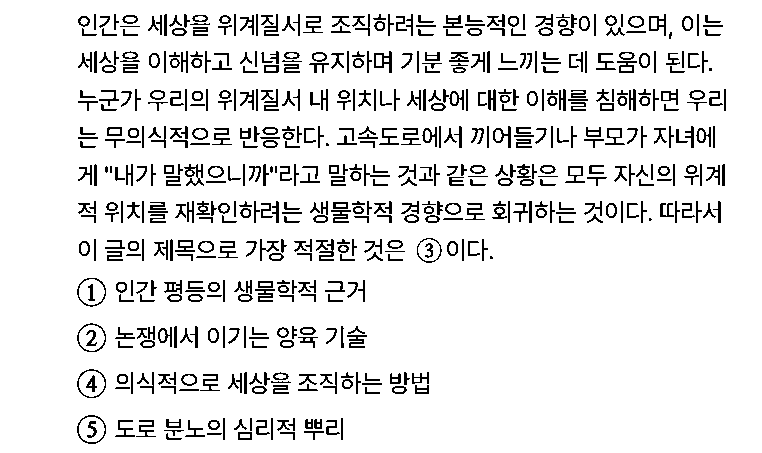 인간은 세상을 위계질서로 조직하려는 본능적인 경향이 있으며, 이는
세상을 이해하고 신념을 유지하며 기분 좋게 느끼는 데 도움이 된다.
누군가 우리의 위계질서 내 위치나 세상에 대한 이해를 침해하면 우리
는 무의식적으로 반응한다. 고속도로에서 끼어들기나 부모가 자녀에
게 "내가 말했으니까"라고 말하는 것과 같은 상황은 모두 자신의 위계
적 위치를 재확인하려는 생물학적 경향으로 회귀하는 것이다. 따라서
이 글의 제목으로 가장 적절한 것은 ③이다.
① 인간 평등의 생물학적 근거
② 논쟁에서 이기는 양육 기술
④ 의식적으로 세상을 조직하는 방법
⑤ 도로 분노의 심리적 뿌리